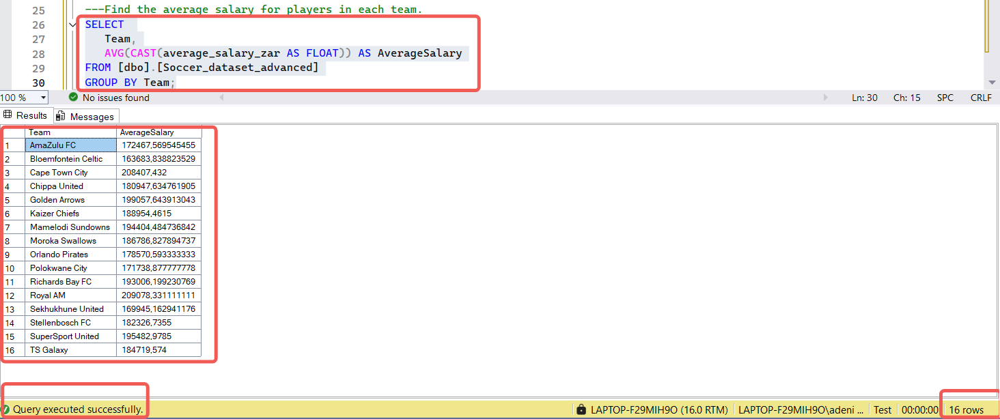 25 ---Find the average salary for players in each team.
26 SELECT
27 Team,
28 AVG(CAST(average_salary_zar AS FLOAT)) AS AverageSalary
29 FROM [dbo].[Soccer_dataset_advanced]
30 GROUP BY Team;
100 % No issues found Ln: 30 Ch: 15 SPC CRLF
Results Messages
Team AverageSalary
1 AmaZulu FC 172467,569545455
2 Bloemfontein Celtic 163683,838823529
3 Cape Town City 208407,432
4 Chippa United 180947,634761905
5 Golden Arrows 199057,643913043
6 Kaizer Chiefs 188954,4615
7 Mamelodi Sundowns 194404,484736842
8 Moroka Swallows 186786,827894737
9 Orlando Pirates 178570,593333333
10 Polokwane City 171738,877777778
11 Richards Bay FC 193006,199230769
12 Royal AM 209078,331111111
13 Sekhukhune United 169945,162941176
14 Stellenbosch FC 182326,7355
15 SuperSport United 195482,9785
16 TS Galaxy 184719,574
Query executed successfully. LAPTOP-F29MIH9O (16.0 RTM) LAPTOP-F29MIH9O\adeni ... Test 00:00:00 16 rows